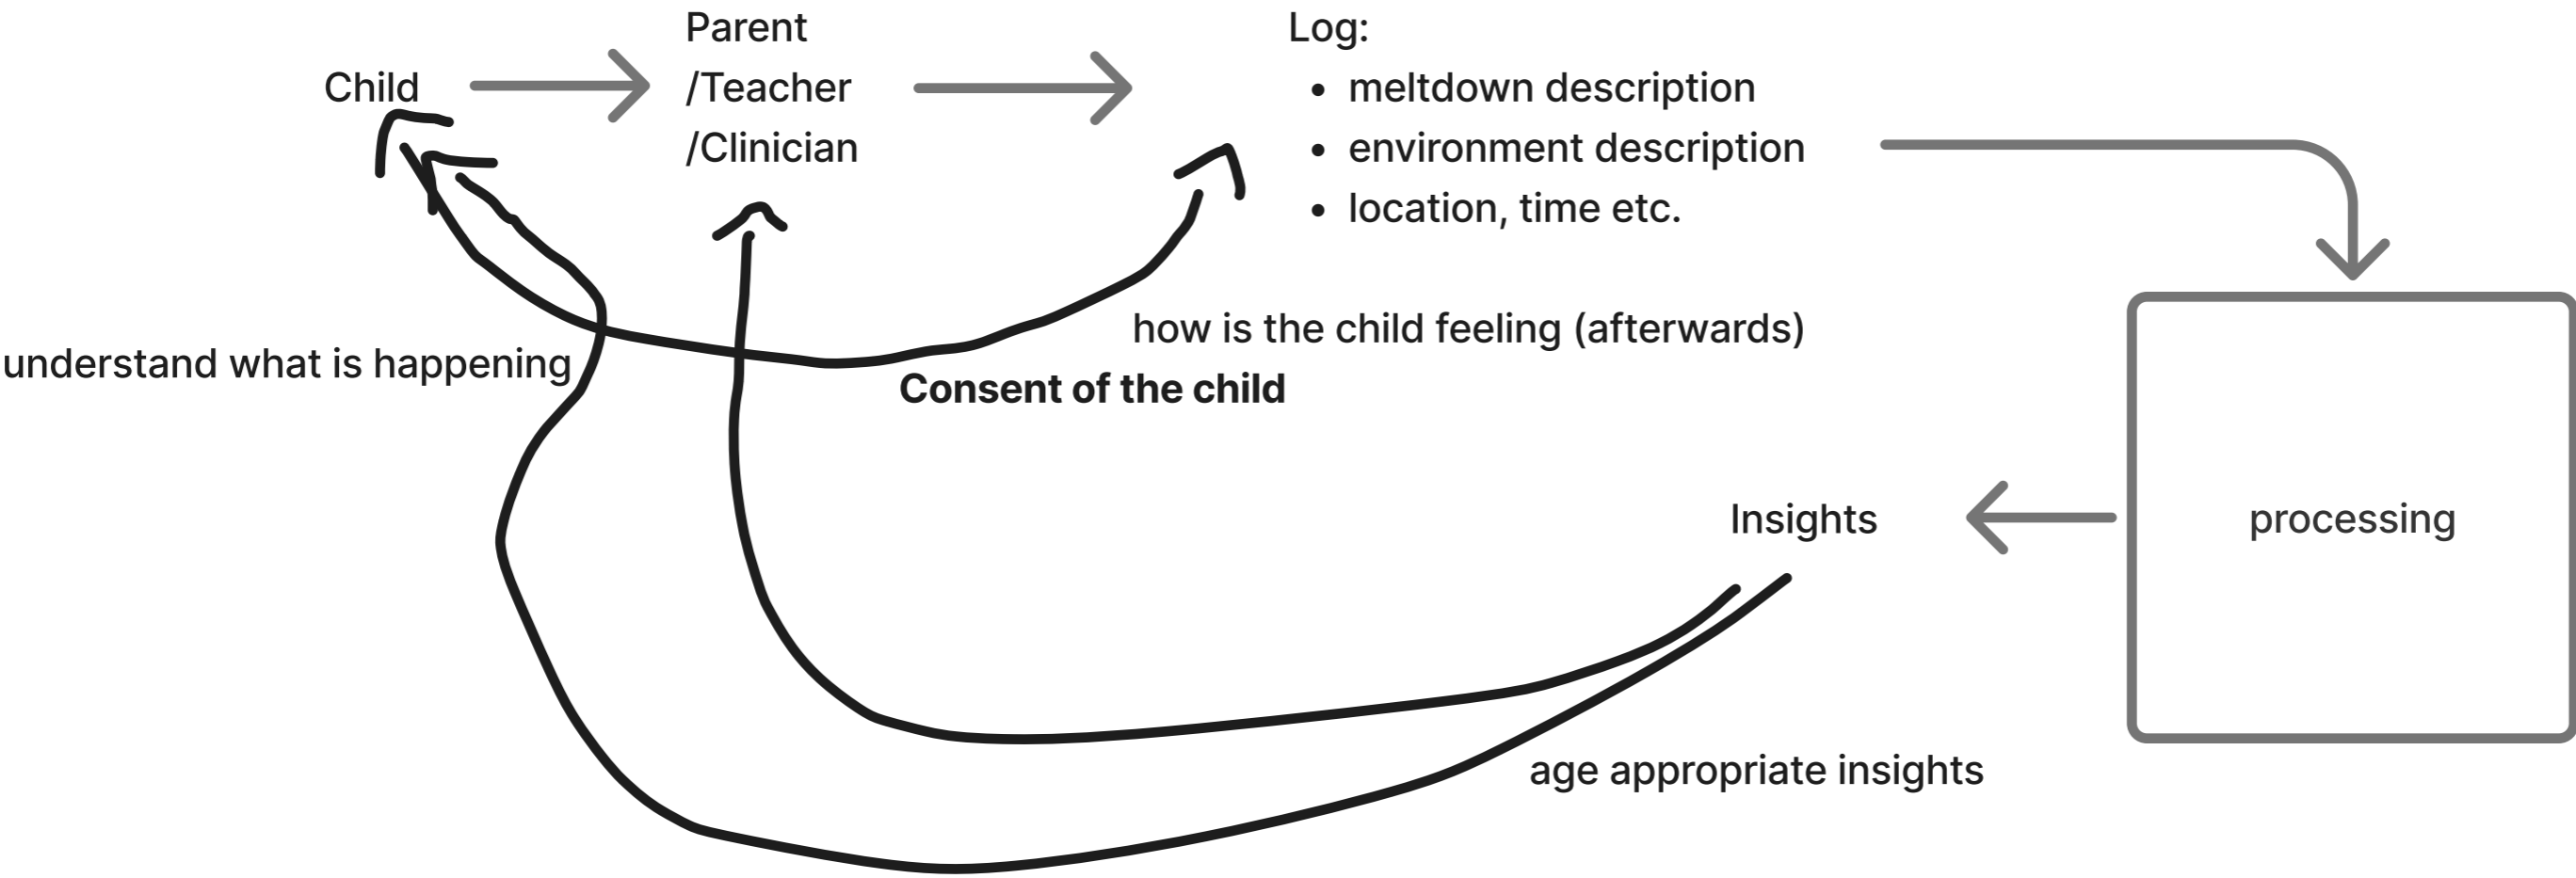 Child
Parent
/Teacher
/Clinician
Log:
• meltdown description
• environment description
• location, time etc.
how is the child feeling (afterwards)
understand what is happening
Consent of the child
Insights
processing
age appropriate insights